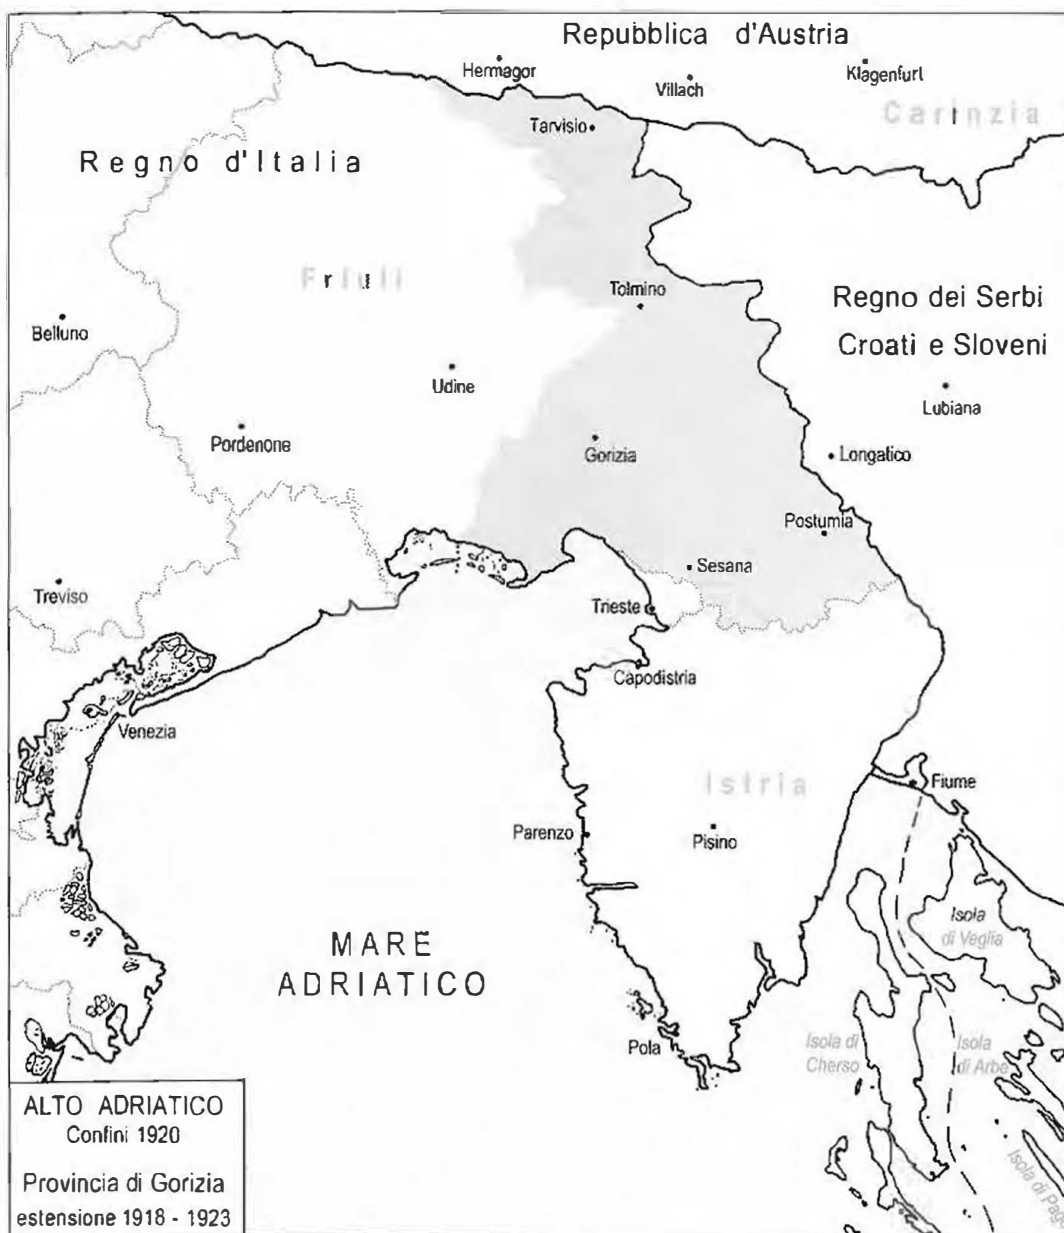 Repubblica d'Austria
Hermagor
Villach
Klagenfurt
Carinzia
Tarvisio
Regno d'Italia
Friuli
Tolmino
Regno dei Serbi
Croati e Sloveni
Belluno
Udine
Lubiana
Pordenone
Gorizia
Longatico
Postumia
Sesana
Treviso
Trieste
Capodistria
Venezia
Istria
Fiume
Parenzo
Pisino
Isola
di Veglia
MARE
ADRIATICO
Pola
Isola di
Cherso
Isola
di Arbe
Isola di Pago
ALTO ADRIATICO
Confini 1920
Provincia di Gorizia
estensione 1918 - 1923